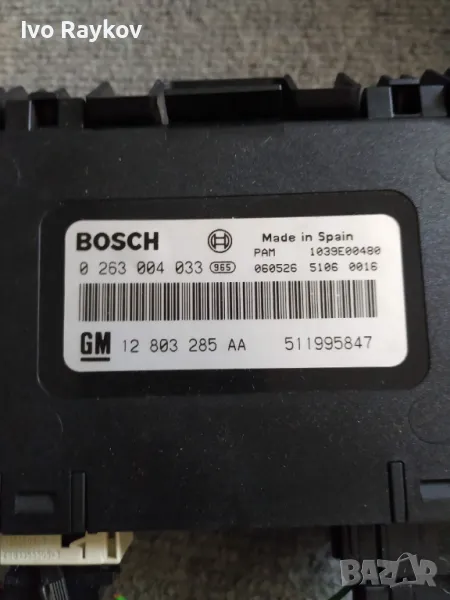 Ivo Raykov
BOSCH Made in Spain
PAM 1039E00480
0 263 004 033 965 060526 5106 0016
GM 12 803 285 AA 511995847
BAZAR